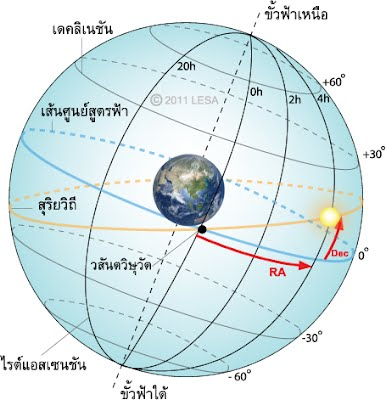 ขั้วฟ้าเหนือ
เดคลิเนชัน
20h
0h
2h
4h
+60°
© 2011 LESA
เส้นศูนย์สูตรฟ้า
+30°
สุริยวิถี
วสันตวิษุวัต
Dec
0°
RA
-30°
ไรต์แอสเซนชัน
-60°
ขั้วฟ้าใต้